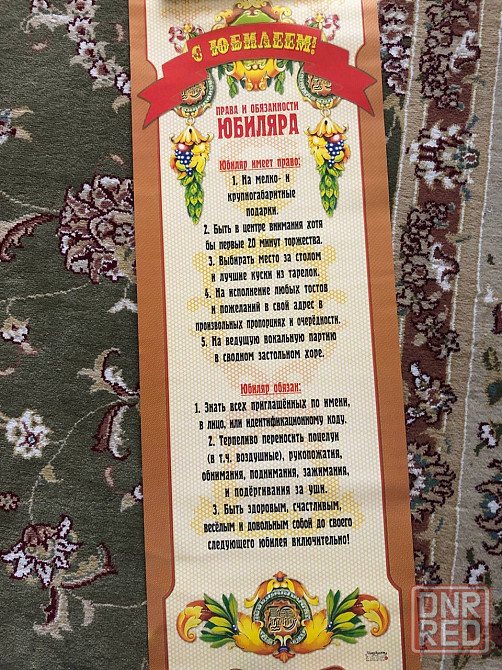 С ЮБИЛЕЕМ!
ПРАВА И ОБЯЗАННОСТИ
ЮБИЛЯРА
Юбиляр имеет право:
1. На мелко- и
крупногабаритные
подарки.
2. Быть в центре внимания хотя
бы первые 20 минут торжества.
3. Выбирать место за столом
и лучшие куски из тарелок.
4. На исполнение любых тостов
и пожеланий в свой адрес в
произвольных пропорциях и очерёдности.
5. На ведущую вокальную партию
в сводном застольном хоре.
Юбиляр обязан:
1. Знать всех приглашённых по имени,
в лицо, или идентификационному коду.
2. Терпеливо переносить поцелуи
(в т.ч. воздушные), рукопожатия,
обнимания, поднимания, зажимания,
и подёргивания за уши.
3. Быть здоровым, счастливым,
весёлым и довольным собой до своего
следующего юбилея включительно!
DNR
RED